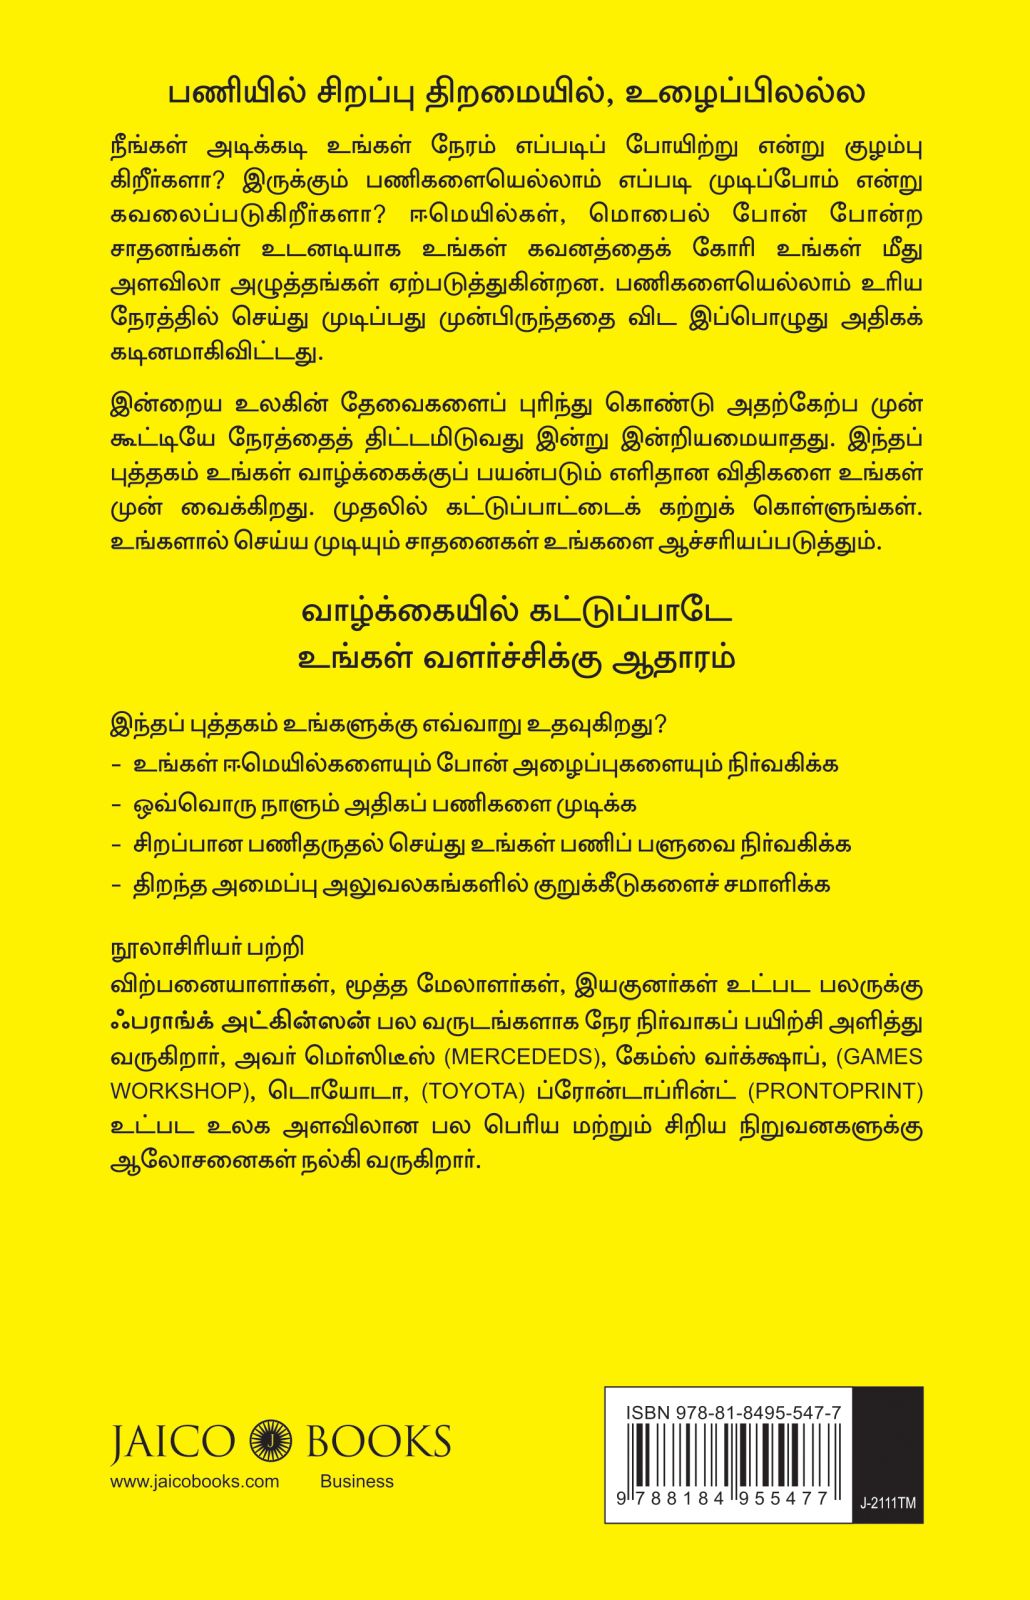 பணியில் சிறப்பு திறமையில், உழைப்பிலல்ல
நீங்கள் அடிக்கடி உங்கள் நேரம் எப்படிப் போயிற்று என்று குழம்பு
கிறீர்களா? இருக்கும் பணிகளையெல்லாம் எப்படி முடிப்போம் என்று
கவலைப்படுகிறீர்களா? ஈமெயில்கள், மொபைல் போன் போன்ற
சாதனங்கள் உடனடியாக உங்கள் கவனத்தைக் கோரி உங்கள் மீது
அளவிலா அழுத்தங்கள் ஏற்படுத்துகின்றன. பணிகளையெல்லாம் உரிய
நேரத்தில் செய்து முடிப்பது முன்பிருந்ததை விட இப்பொழுது அதிகக்
கடினமாகிவிட்டது.
இன்றைய உலகின் தேவைகளைப் புரிந்து கொண்டு அதற்கேற்ப முன்
கூட்டியே நேரத்தைத் திட்டமிடுவது இன்று இன்றியமையாதது. இந்தப்
புத்தகம் உங்கள் வாழ்க்கைக்குப் பயன்படும் எளிதான விதிகளை உங்கள்
முன் வைக்கிறது. முதலில் கட்டுப்பாட்டைக் கற்றுக் கொள்ளுங்கள்.
உங்களால் செய்ய முடியும் சாதனைகள் உங்களை ஆச்சரியப்படுத்தும்.
வாழ்க்கையில் கட்டுப்பாடே
உங்கள் வளர்ச்சிக்கு ஆதாரம்
இந்தப் புத்தகம் உங்களுக்கு எவ்வாறு உதவுகிறது?
- உங்கள் ஈமெயில்களையும் போன் அழைப்புகளையும் நிர்வகிக்க
- ஒவ்வொரு நாளும் அதிகப் பணிகளை முடிக்க
- சிறப்பான பணிதருதல் செய்து உங்கள் பணிப் பளுவை நிர்வகிக்க
- திறந்த அமைப்பு அலுவலகங்களில் குறுக்கீடுகளைச் சமாளிக்க
நூலாசிரியர் பற்றி
விற்பனையாளர்கள், மூத்த மேலாளர்கள், இயகுனர்கள் உட்பட பலருக்கு
ஃபராங்க் அட்கின்ஸன் பல வருடங்களாக நேர நிர்வாகப் பயிற்சி அளித்து
வருகிறார், அவர் மெர்ஸிடீஸ் (MERCEDEDS), கேம்ஸ் வர்க்ஷாப், (GAMES
WORKSHOP), டொயோடா, (TOYOTA) ப்ரோன்டாப்ரின்ட் (PRONTOPRINT)
உட்பட உலக அளவிலான பல பெரிய மற்றும் சிறிய நிறுவனகளுக்கு
ஆலோசனைகள் நல்கி வருகிறார்.
ISBN 978-81-8495-547-7
JAICO J BOOKS
www.jaicobooks.com Business
9 788184 955477
J-2111TM